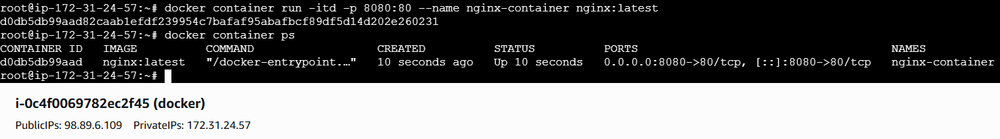 root@ip-172-31-24-57:~# docker container run -itd -p 8080:80 --name nginx-container nginx:latest
d0db5db99aad82caab1efdf239954c7bafaf95abafbcf89df5d14d202e260231
root@ip-172-31-24-57:~# docker container ps
CONTAINER ID   IMAGE          COMMAND                  CREATED          STATUS          PORTS                                     NAMES
d0db5db99aad   nginx:latest   "/docker-entrypoint.…"   10 seconds ago   Up 10 seconds   0.0.0.0:8080->80/tcp, [::]:8080->80/tcp   nginx-container
root@ip-172-31-24-57:~#
i-0c4f0069782ec2f45 (docker)
PublicIPs: 98.89.6.109 PrivateIPs: 172.31.24.57